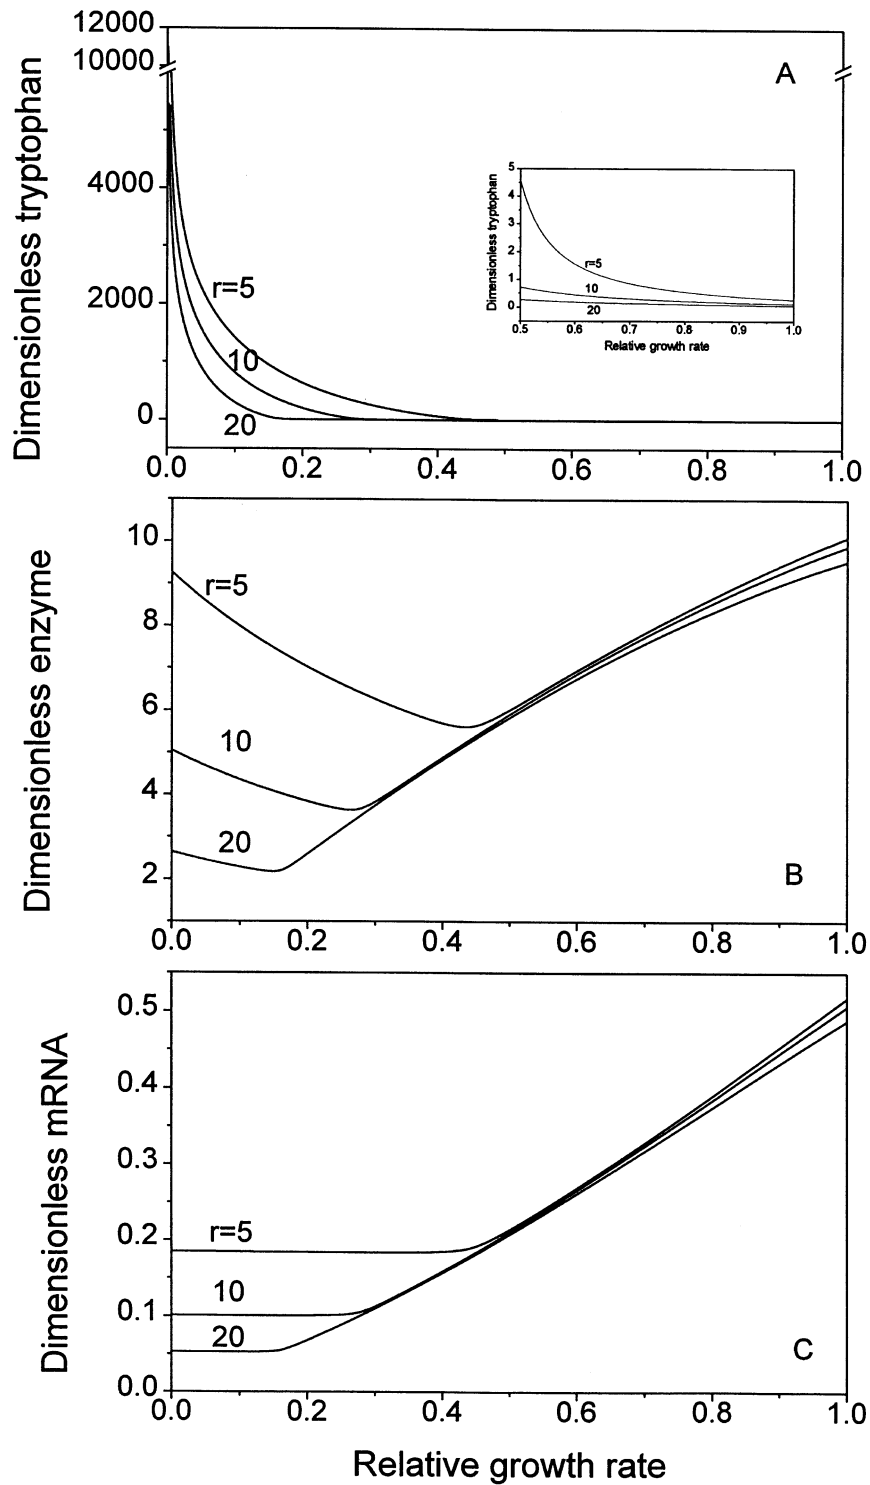 Dimensionless tryptophan
12000
10000
4000
2000
0
A
r=5
10
20
0.0 0.2 0.4 0.6 0.8 1.0
Dimensionless tryptophan
5
4
3
2
1
0
r=5
10
20
0.5 0.6 0.7 0.8 0.9 1.0
Relative growth rate
Dimensionless enzyme
10
8
6
4
2
r=5
10
20
B
0.0 0.2 0.4 0.6 0.8 1.0
Dimensionless mRNA
0.5
0.4
0.3
0.2
0.1
0.0
r=5
10
20
C
0.0 0.2 0.4 0.6 0.8 1.0
Relative growth rate